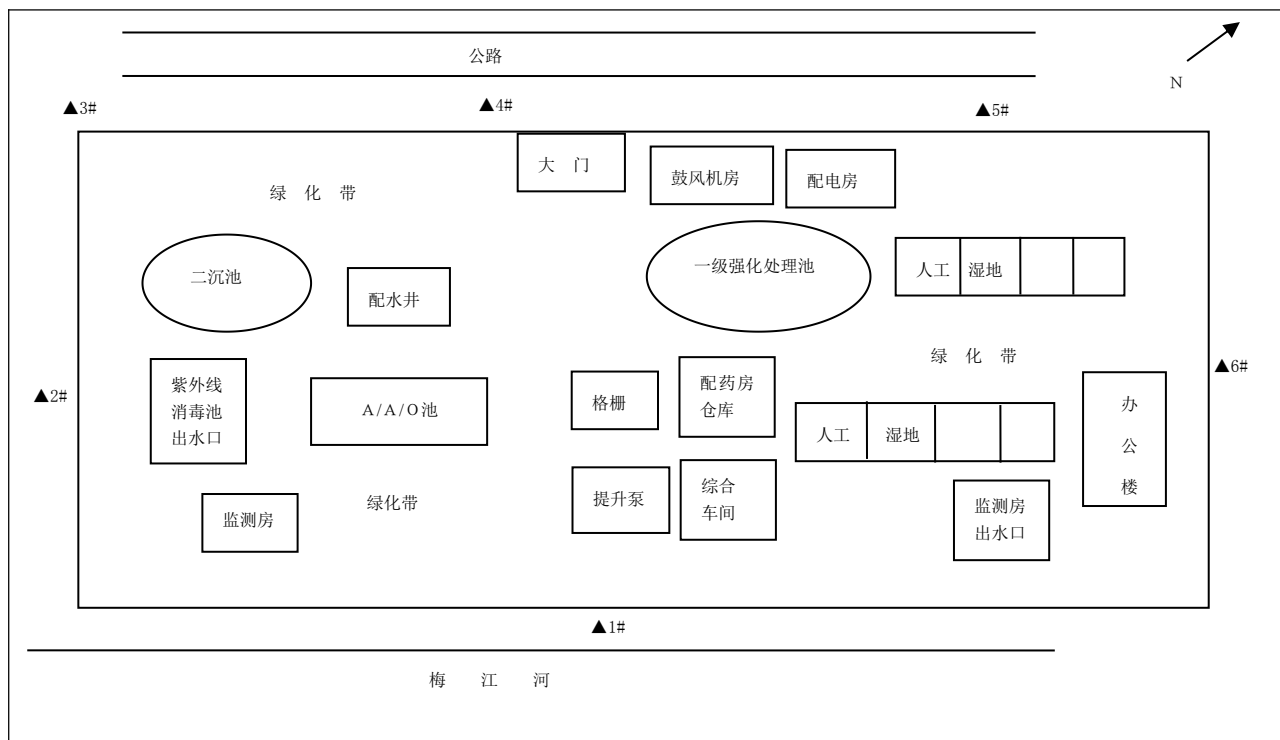 公路
N
▲3#
▲4#
▲5#
大 门
鼓风机房
配电房
绿 化 带
二沉池
配水井
一级强化处理池
人工 湿地
绿 化 带
▲2#
▲6#
紫外线
消毒池
出水口
A/A/O池
格栅
配药房
仓库
人工 湿地
办
公
楼
监测房
绿化带
提升泵
综合
车间
监测房
出水口
▲1#
梅 江 河